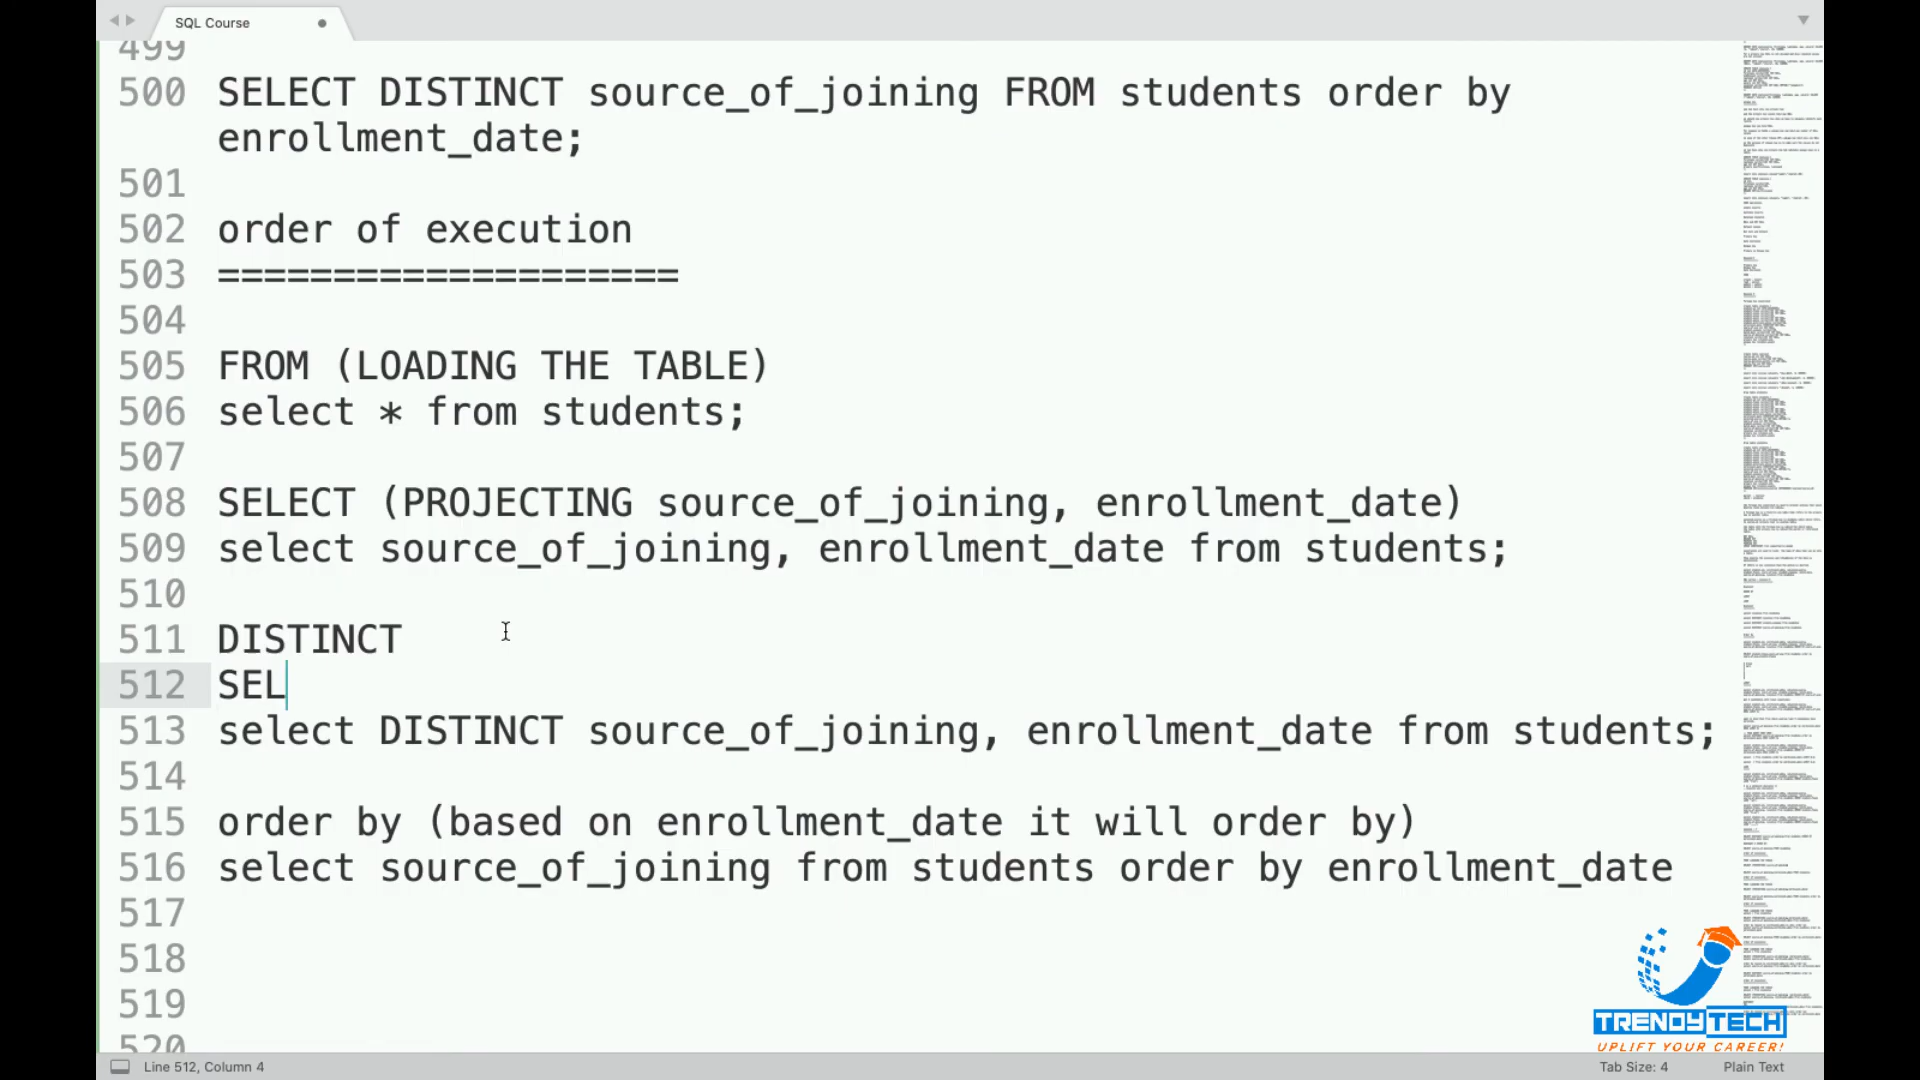 SQL Course
499
500 SELECT DISTINCT source_of_joining FROM students order by
enrollment_date;
501
502 order of execution
503 ====================
504
505 FROM (LOADING THE TABLE)
506 select * from students;
507
508 SELECT (PROJECTING source_of_joining, enrollment_date)
509 select source_of_joining, enrollment_date from students;
510
511 DISTINCT
512 SEL
513 select DISTINCT source_of_joining, enrollment_date from students;
514
515 order by (based on enrollment_date it will order by)
516 select source_of_joining from students order by enrollment_date
517
518
519
520
TRENDYTECH
UPLIFT YOUR CAREER!
Line 512, Column 4
Tab Size: 4
Plain Text